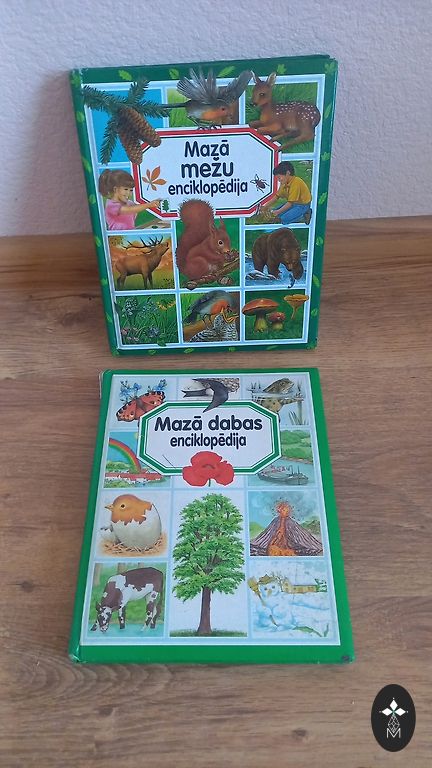 Mazā
mežu
enciklopēdija
Mazā dabas
enciklopēdija
M